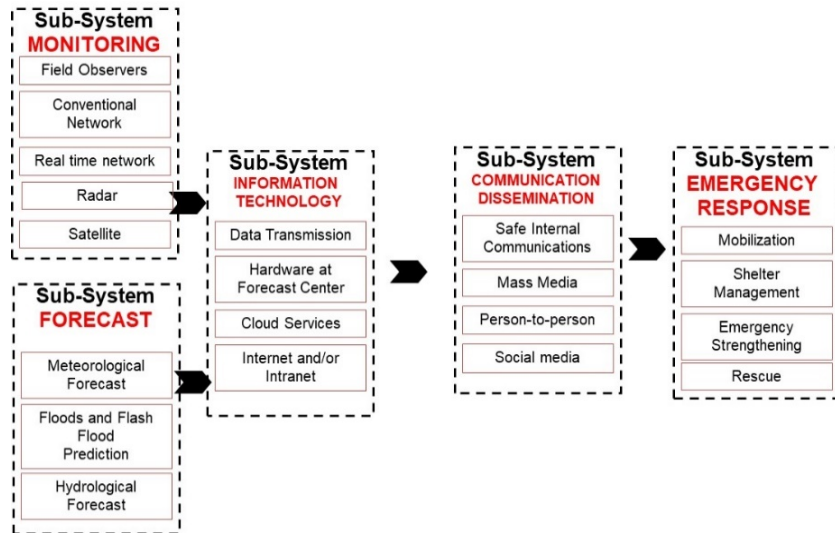 Sub-System
MONITORING
Field Observers
Conventional
Network
Real time network
Radar
Satellite
Sub-System
FORECAST
Meteorological
Forecast
Floods and Flash
Flood
Prediction
Hydrological
Forecast
Sub-System
INFORMATION
TECHNOLOGY
Data Transmission
Hardware at
Forecast Center
Cloud Services
Internet and/or
Intranet
Sub-System
COMMUNICATION
DISSEMINATION
Safe Internal
Communications
Mass Media
Person-to-person
Social media
Sub-System
EMERGENCY
RESPONSE
Mobilization
Shelter
Management
Emergency
Strengthening
Rescue